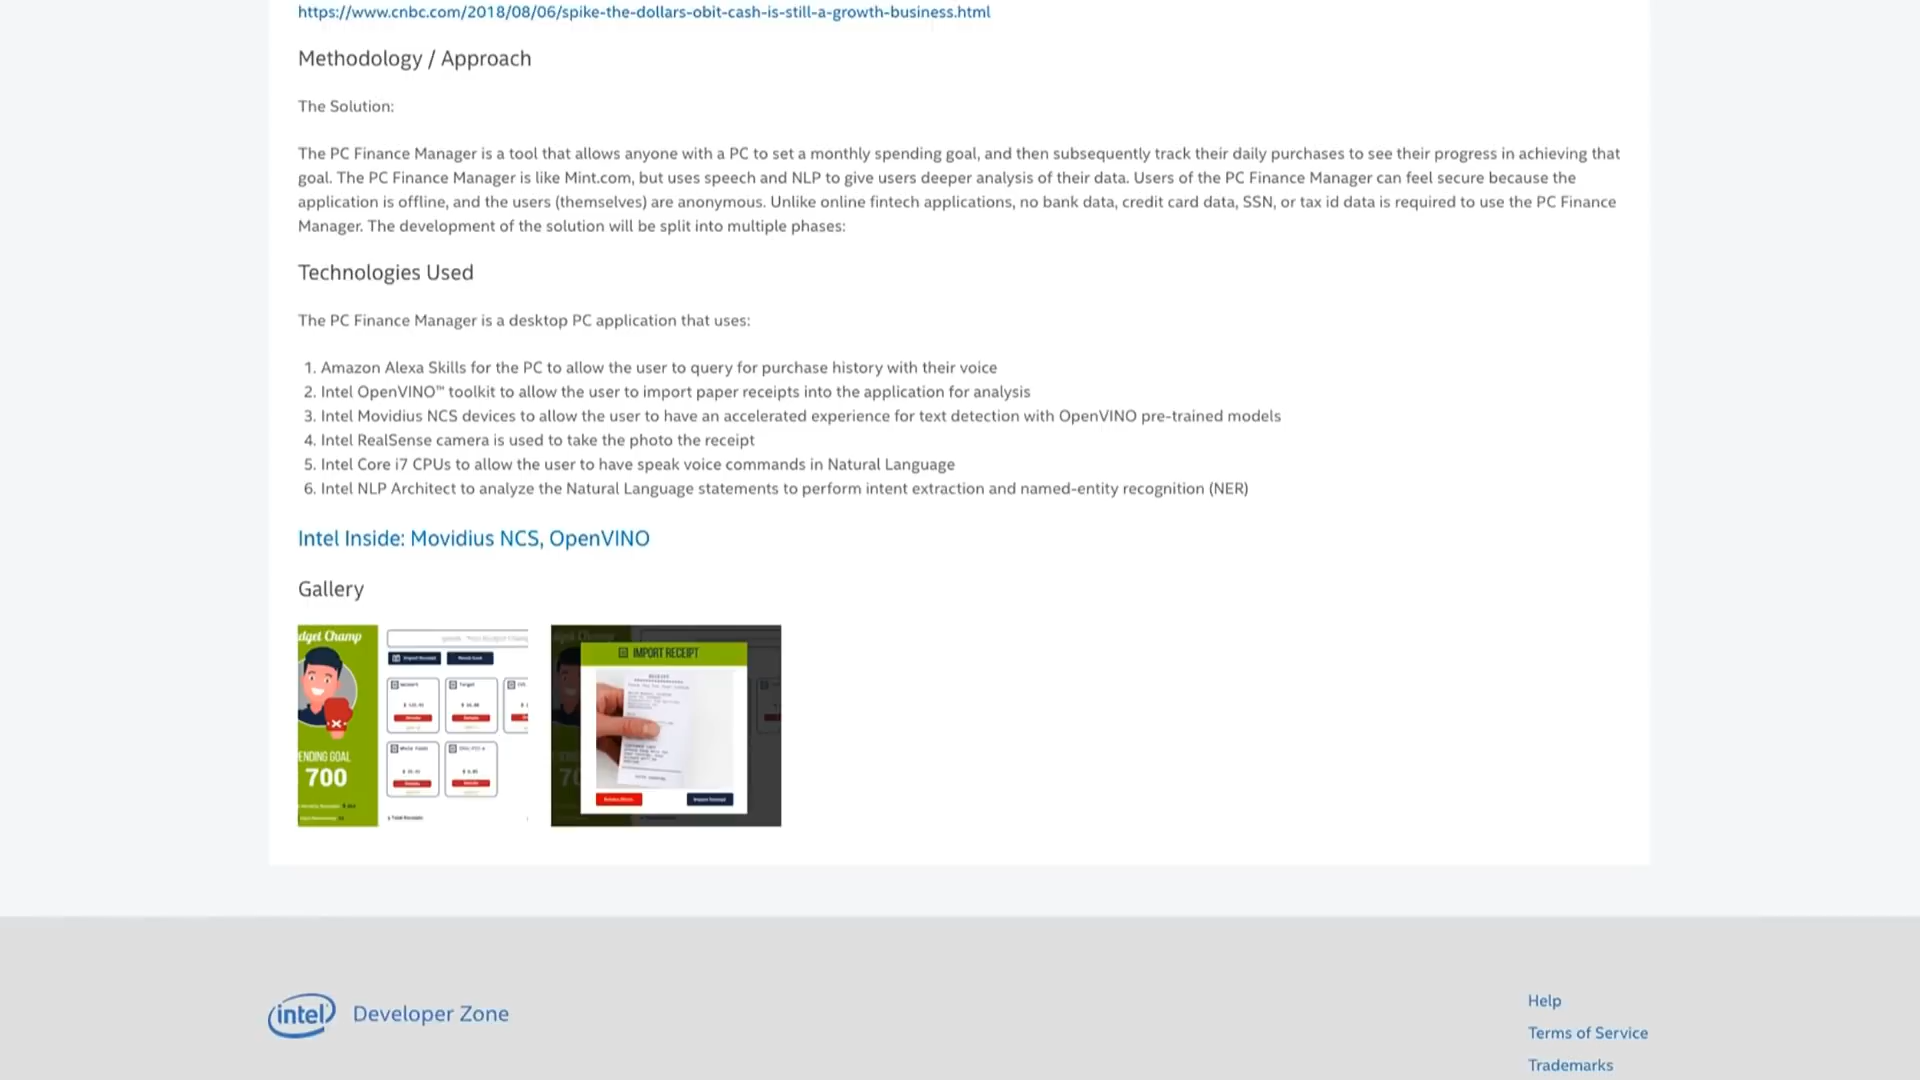 https://www.cnbc.com/2018/08/06/spike-the-dollars-obit-cash-is-still-a-growth-business.html
Methodology / Approach
The Solution:
The PC Finance Manager is a tool that allows anyone with a PC to set a monthly spending goal, and then subsequently track their daily purchases to see their progress in achieving that
goal. The PC Finance Manager is like Mint.com, but uses speech and NLP to give users deeper analysis of their data. Users of the PC Finance Manager can feel secure because the
application is offline, and the users (themselves) are anonymous. Unlike online fintech applications, no bank data, credit card data, SSN, or tax id data is required to use the PC Finance
Manager. The development of the solution will be split into multiple phases:
Technologies Used
The PC Finance Manager is a desktop PC application that uses:
1. Amazon Alexa Skills for the PC to allow the user to query for purchase history with their voice
2. Intel OpenVINO™ toolkit to allow the user to import paper receipts into the application for analysis
3. Intel Movidius NCS devices to allow the user to have an accelerated experience for text detection with OpenVINO pre-trained models
4. Intel RealSense camera is used to take the photo the receipt
5. Intel Core i7 CPUs to allow the user to have speak voice commands in Natural Language
6. Intel NLP Architect to analyze the Natural Language statements to perform intent extraction and named-entity recognition (NER)
Intel Inside: Movidius NCS, OpenVINO
Gallery
dget Champ
Import Receipt
Target
ENDING GOAL
700
IMPORT RECEIPT
RECEIPT
Import Receipt
intel Developer Zone
Help
Terms of Service
Trademarks